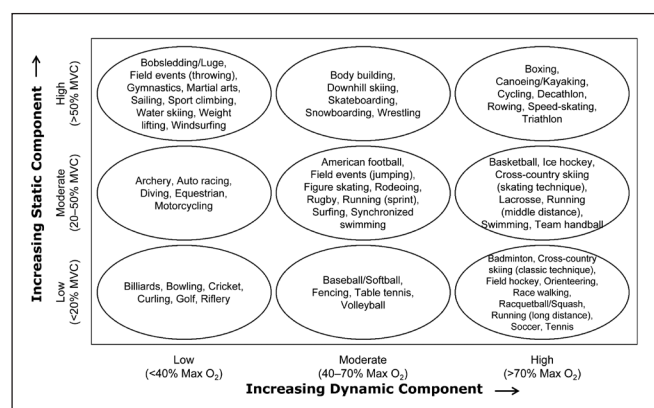 Increasing Static Component
High
(>50% MVC)
Bobsledding/Luge,
Field events (throwing),
Gymnastics, Martial arts,
Sailing, Sport climbing,
Water skiing, Weight
lifting, Windsurfing
Body building,
Downhill skiing,
Skateboarding,
Snowboarding, Wrestling
Boxing,
Canoeing/Kayaking,
Cycling, Decathlon,
Rowing, Speed-skating,
Triathlon
Moderate
(20–50% MVC)
Archery, Auto racing,
Diving, Equestrian,
Motorcycling
American football,
Field events (jumping),
Figure skating, Rodeoing,
Rugby, Running (sprint),
Surfing, Synchronized
swimming
Basketball, Ice hockey,
Cross-country skiing
(skating technique),
Lacrosse, Running
(middle distance),
Swimming, Team handball
Low
(<20% MVC)
Billiards, Bowling, Cricket,
Curling, Golf, Riflery
Baseball/Softball,
Fencing, Table tennis,
Volleyball
Badminton, Cross-country
skiing (classic technique),
Field hockey, Orienteering,
Race walking,
Racquetball/Squash,
Running (long distance),
Soccer, Tennis
Low
(<40% Max O₂)
Moderate
(40–70% Max O₂)
High
(>70% Max O₂)
Increasing Dynamic Component